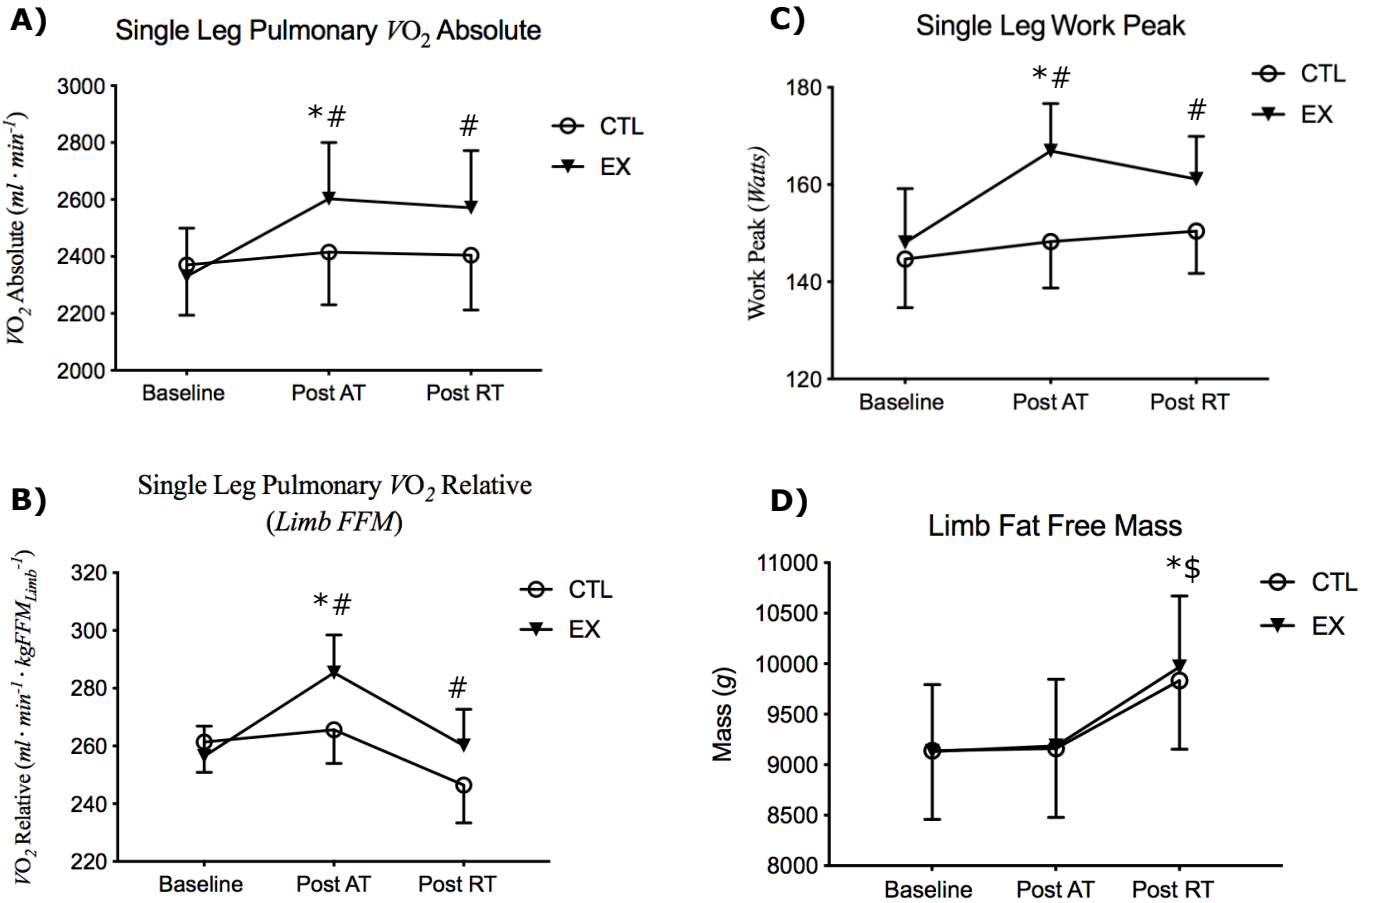 A)
Single Leg Pulmonary VO2 Absolute
VO2 Absolute (ml · min-1)
3000
2800
2600
2400
2200
2000
*#
#
CTL
EX
Baseline Post AT Post RT
C)
Single Leg Work Peak
Work Peak (Watts)
180
160
140
120
*#
#
CTL
EX
Baseline Post AT Post RT
B)
Single Leg Pulmonary VO2 Relative
(Limb FFM)
VO2 Relative (ml · min-1 · kgFFMLimb-1)
320
300
280
260
240
220
*#
#
CTL
EX
Baseline Post AT Post RT
D)
Limb Fat Free Mass
Mass (g)
11000
10500
10000
9500
9000
8500
8000
*$
CTL
EX
Baseline Post AT Post RT